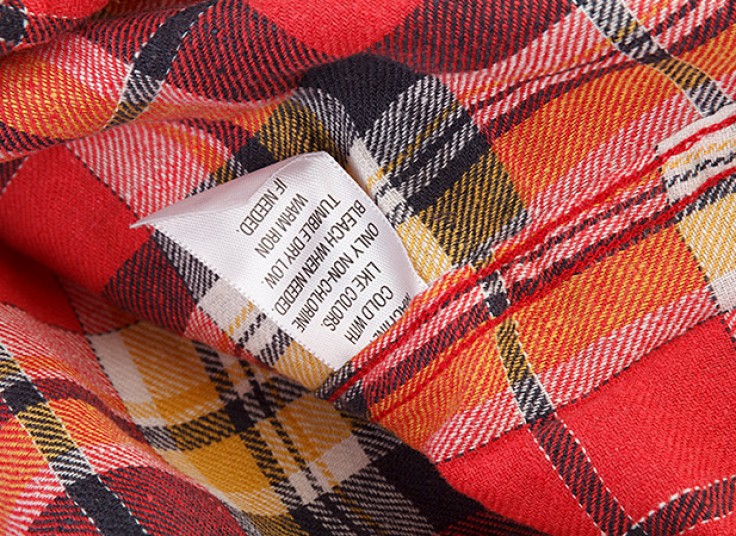 COLD WITH
LIKE COLORS.
ONLY NON-CHLORINE
BLEACH WHEN NEEDED
TUMBLE DRY LOW.
WARM IRON
IF NEEDED.